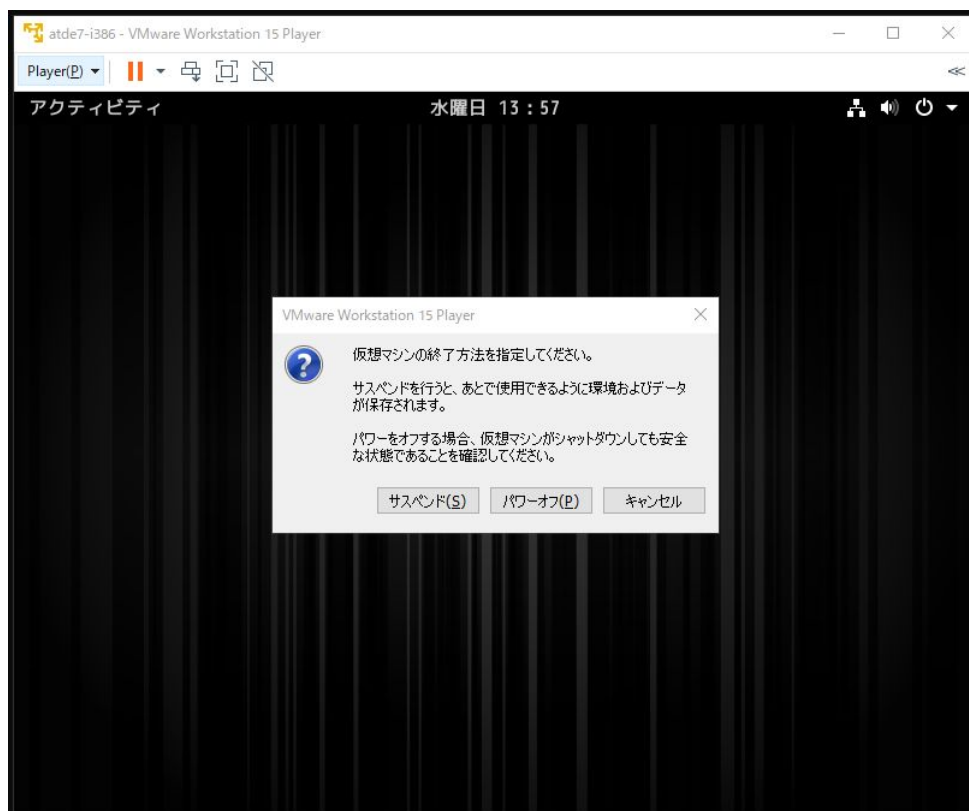 atde7-i386 - VMware Workstation 15 Player
Player(P)
アクティビティ 水曜日 13：57
VMware Workstation 15 Player
仮想マシンの終了方法を指定してください。
サスペンドを行うと、あとで使用できるように環境およびデータ
が保存されます。
パワーをオフする場合、仮想マシンがシャットダウンしても安全
な状態であることを確認してください。
サスペンド(S) パワーオフ(P) キャンセル